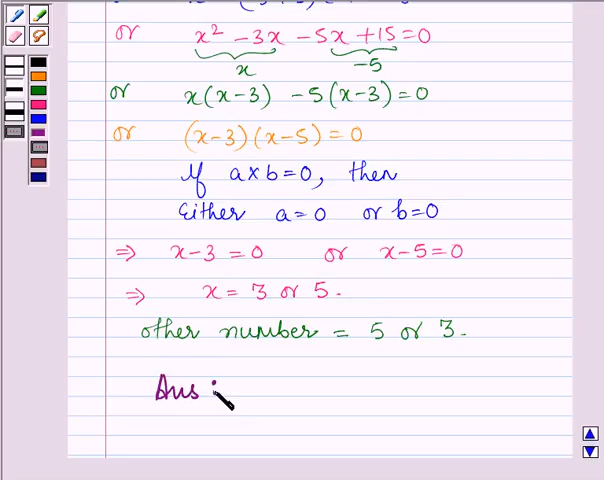 or x² - 3x - 5x + 15 = 0
x -5
or x(x-3) - 5(x-3) = 0
or (x-3)(x-5) = 0
If a×b=0, then
Either a=0 or b=0
⇒ x-3=0 or x-5=0
⇒ x = 3 or 5.
other number = 5 or 3.
Ans :